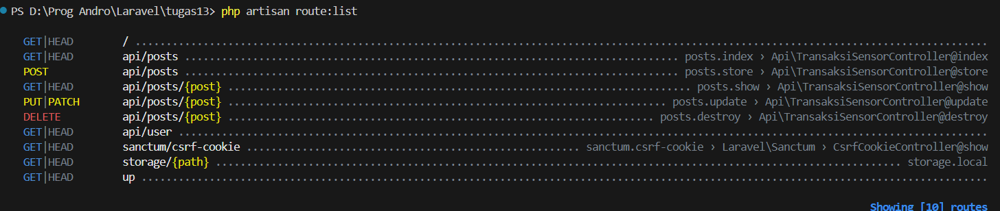 PS D:\Prog Andro\Laravel\tugas13> php artisan route:list
GET|HEAD / ........................................................................................................................................
GET|HEAD api/posts ............................................................................... posts.index › Api\TransaksiSensorController@index
POST api/posts ............................................................................... posts.store › Api\TransaksiSensorController@store
GET|HEAD api/posts/{post} .......................................................................... posts.show › Api\TransaksiSensorController@show
PUT|PATCH api/posts/{post} ...................................................................... posts.update › Api\TransaksiSensorController@update
DELETE api/posts/{post} .................................................................... posts.destroy › Api\TransaksiSensorController@destroy
GET|HEAD api/user .................................................................................................................................
GET|HEAD sanctum/csrf-cookie ...................................................... sanctum.csrf-cookie › Laravel\Sanctum › CsrfCookieController@show
GET|HEAD storage/{path} .............................................................................................................. storage.local
GET|HEAD up .......................................................................................................................................
Showing [10] routes